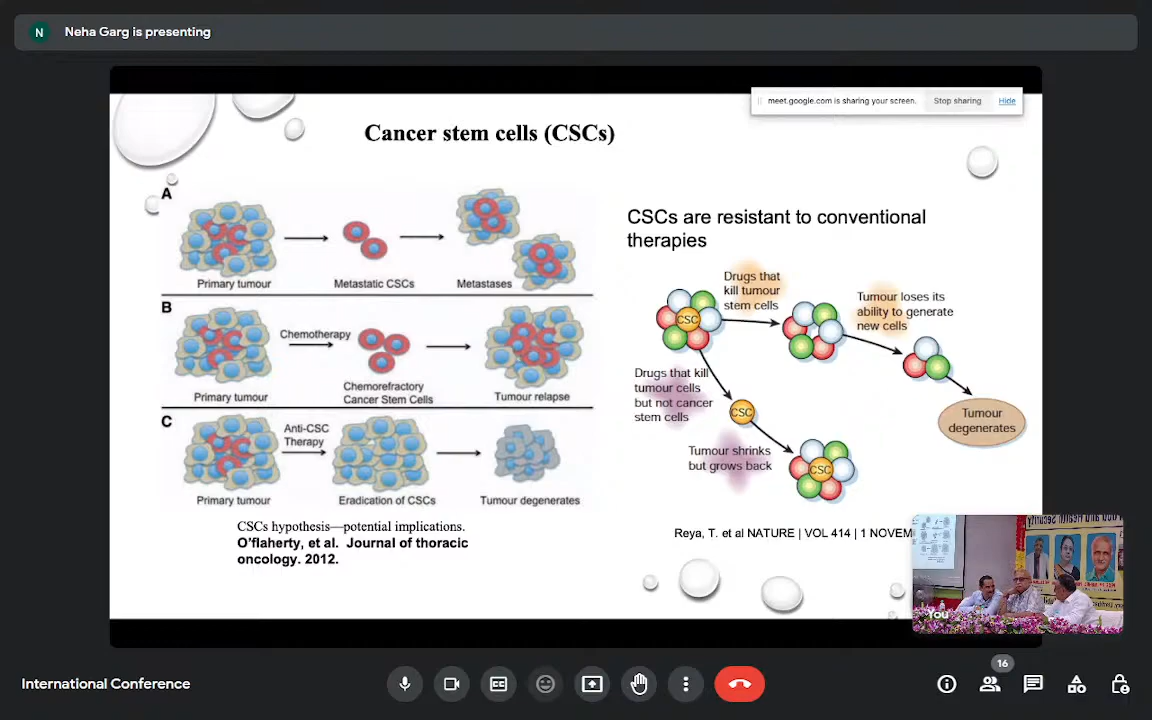 N
Neha Garg is presenting
meet.google.com is sharing your screen.
Stop sharing
Hide
Cancer stem cells (CSCs)
A
Primary tumour
Metastatic CSCs
Metastases
B
Chemotherapy
Primary tumour
Chemorefractory
Cancer Stem Cells
Tumour relapse
C
Anti-CSC
Therapy
Primary tumour
Eradication of CSCs
Tumour degenerates
CSCs hypothesis—potential implications.
O'flaherty, et al. Journal of thoracic
oncology. 2012.
CSCs are resistant to conventional
therapies
Drugs that
kill tumour
stem cells
CSC
Tumour loses its
ability to generate
new cells
Drugs that kill
tumour cells
but not cancer
stem cells
CSC
Tumour
degenerates
Tumour shrinks
but grows back
CSC
Reya, T. et al NATURE | VOL 414 | 1 NOVEM
You
International Conference
CC
16